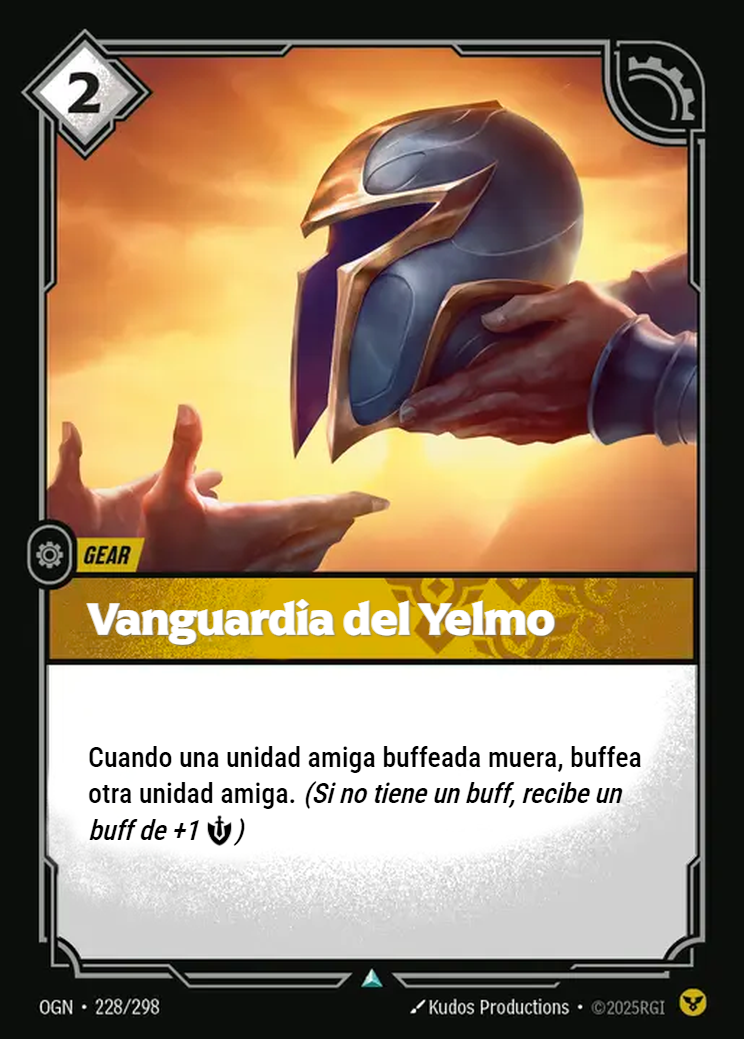 2
GEAR
Vanguardia del Yelmo
Cuando una unidad amiga buffeada muera, buffea
otra unidad amiga. (Si no tiene un buff, recibe un
buff de +1 )
OGN • 228/298
Kudos Productions • ©2025RGI